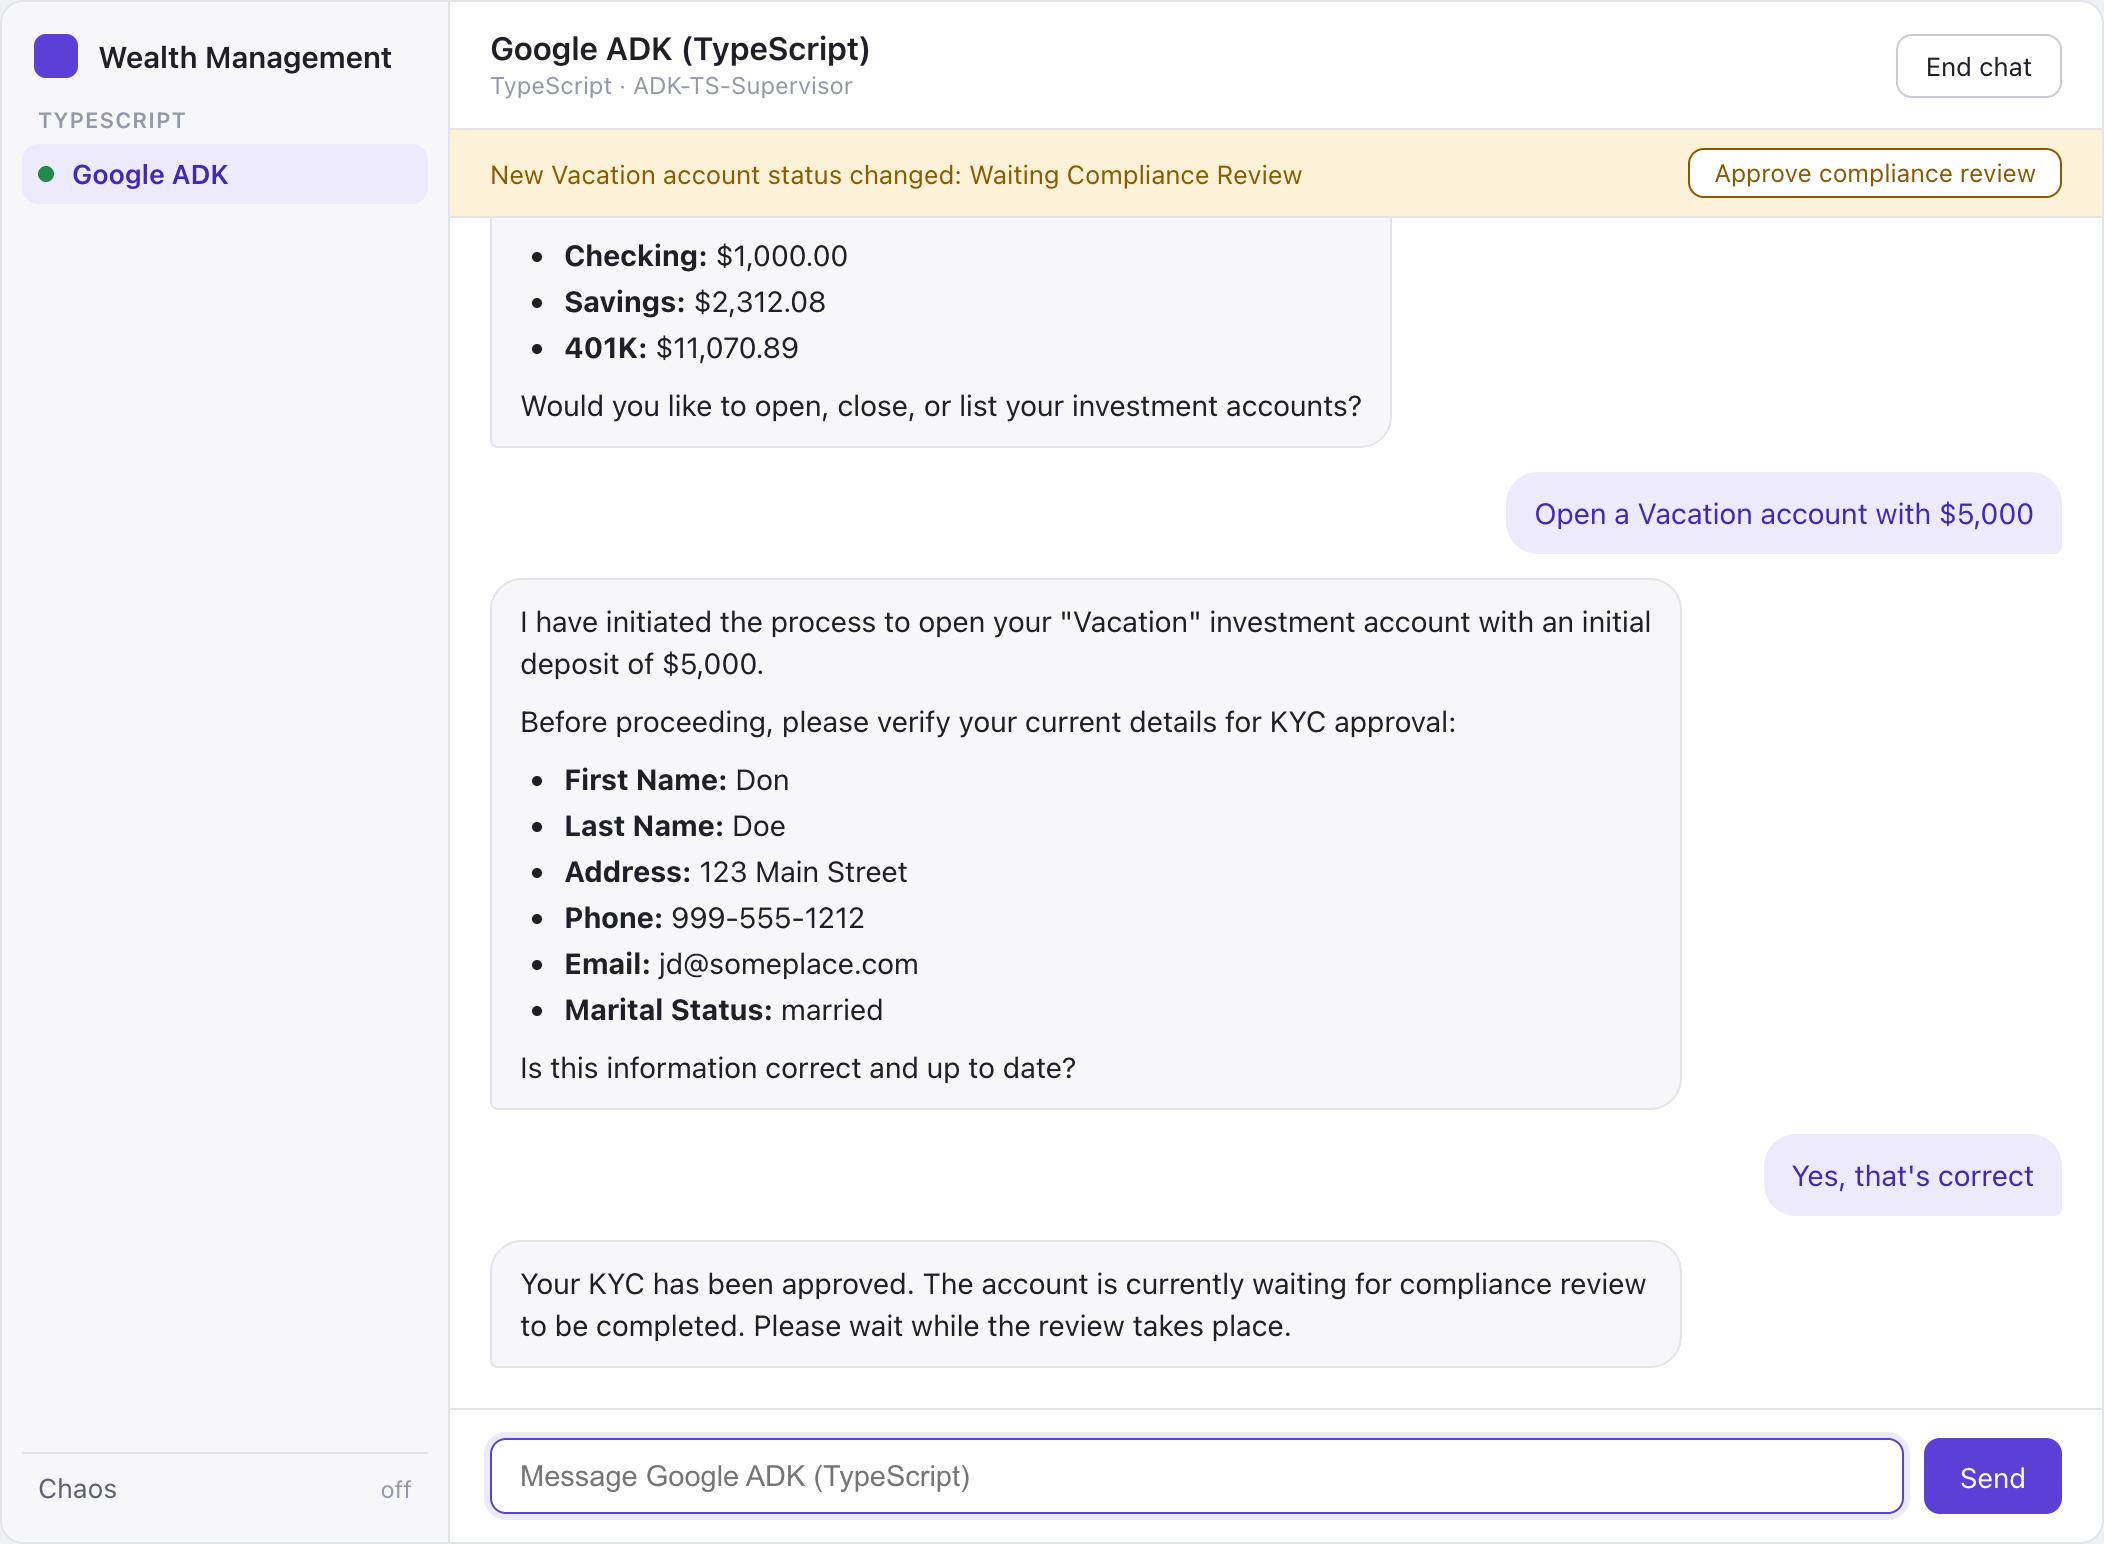 Wealth Management
TYPESCRIPT
Google ADK
Chaos
off
Google ADK (TypeScript)
TypeScript · ADK-TS-Supervisor
End chat
New Vacation account status changed: Waiting Compliance Review
Approve compliance review
• Checking: $1,000.00
• Savings: $2,312.08
• 401K: $11,070.89
Would you like to open, close, or list your investment accounts?
Open a Vacation account with $5,000
I have initiated the process to open your "Vacation" investment account with an initial
deposit of $5,000.
Before proceeding, please verify your current details for KYC approval:
• First Name: Don
• Last Name: Doe
• Address: 123 Main Street
• Phone: 999-555-1212
• Email: jd@someplace.com
• Marital Status: married
Is this information correct and up to date?
Yes, that's correct
Your KYC has been approved. The account is currently waiting for compliance review
to be completed. Please wait while the review takes place.
Message Google ADK (TypeScript)
Send